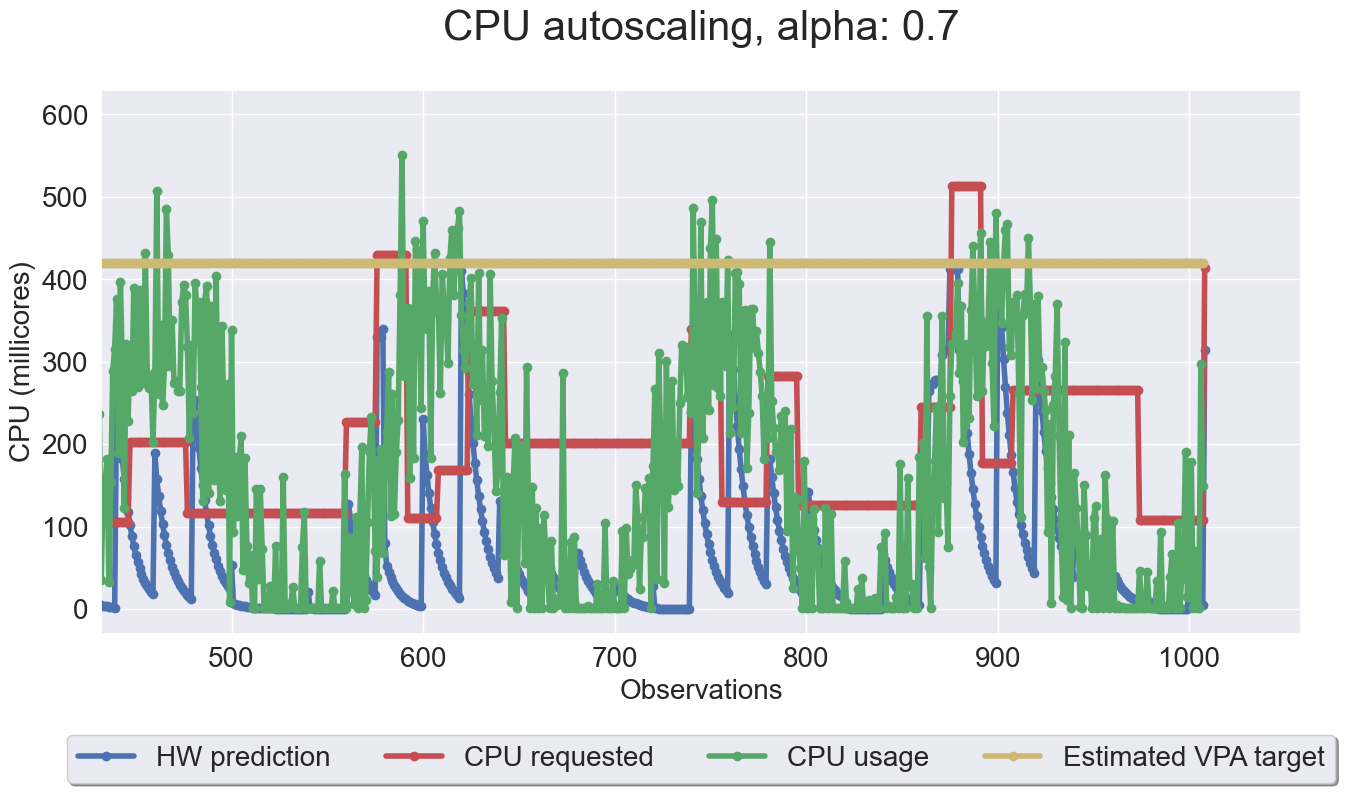 CPU autoscaling, alpha: 0.7
600
500
400
300
200
100
0
CPU (millicores)
500 600 700 800 900 1000
Observations
HW prediction CPU requested CPU usage Estimated VPA target